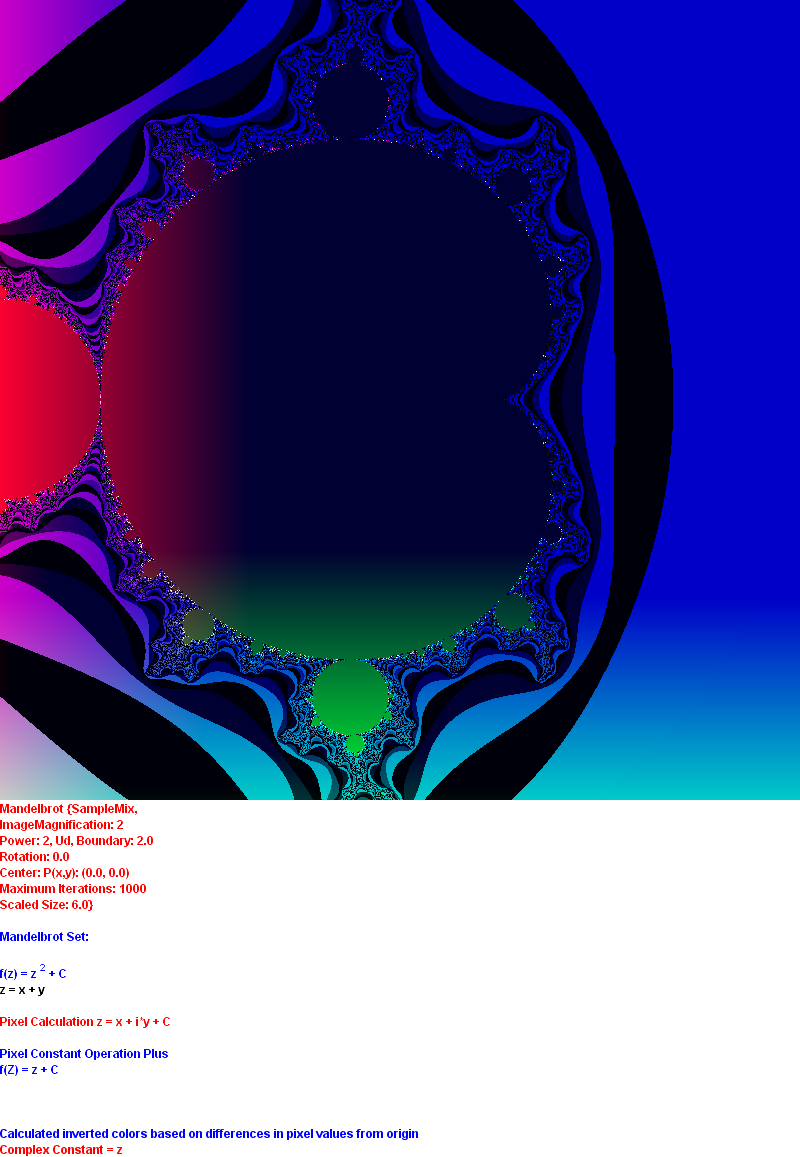 Mandelbrot {SampleMix,
ImageMagnification: 2
Power: 2, Ud, Boundary: 2.0
Rotation: 0.0
Center: P(x,y): (0.0, 0.0)
Maximum Iterations: 1000
Scaled Size: 6.0}
Mandelbrot Set:
f(z) = z 2 + C
z = x + y
Pixel Calculation z = x + i*y + C
Pixel Constant Operation Plus
f(Z) = z + C
Calculated inverted colors based on differences in pixel values from origin
Complex Constant = z